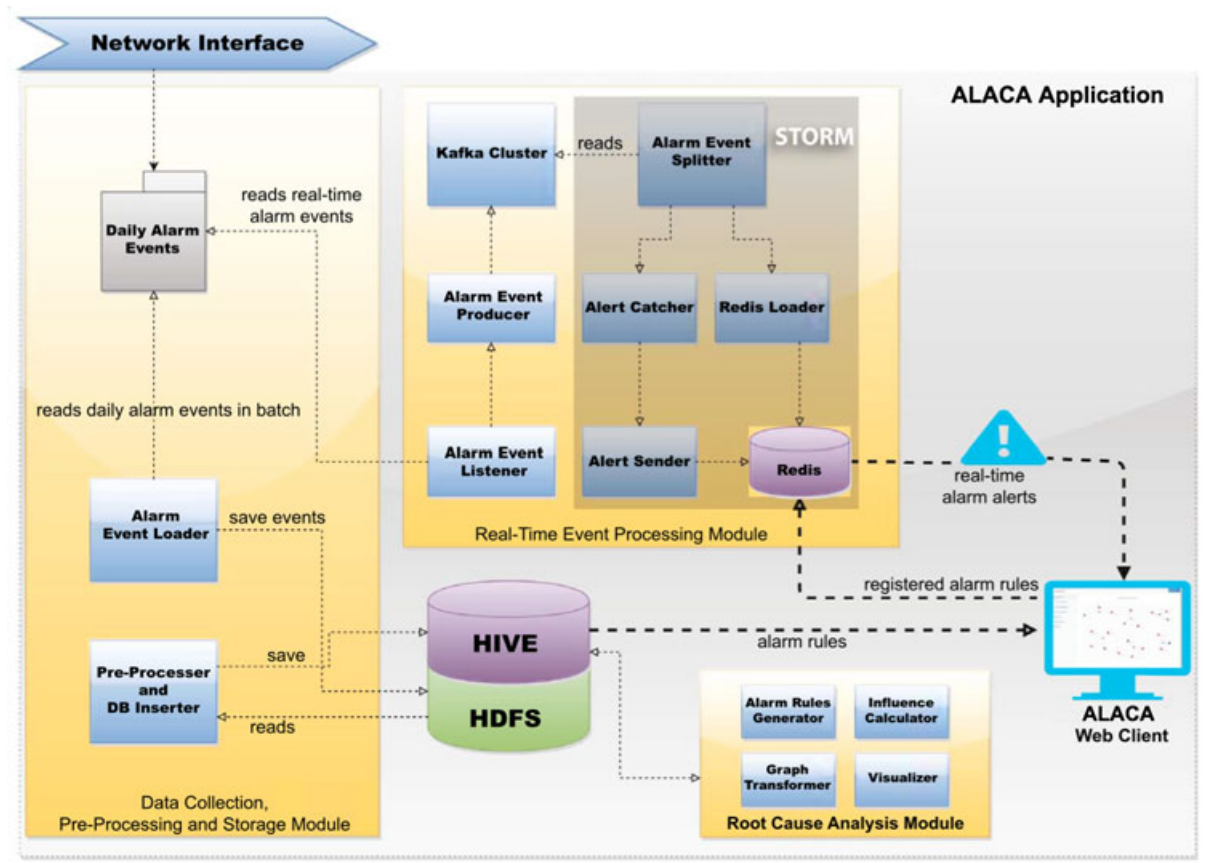 Network Interface
ALACA Application
Daily Alarm
Events
reads real-time
alarm events
reads daily alarm events in batch
Alarm
Event Loader
save events
Pre-Processer
and
DB Inserter
save
reads
Data Collection,
Pre-Processing and Storage Module
Kafka Cluster
reads
Alarm Event
Splitter
STORM
Alarm Event
Producer
Alert Catcher
Redis Loader
Alarm Event
Listener
Alert Sender
Redis
Real-Time Event Processing Module
real-time
alarm alerts
registered alarm rules
HIVE
HDFS
alarm rules
ALACA
Web Client
Alarm Rules
Generator
Influence
Calculator
Graph
Transformer
Visualizer
Root Cause Analysis Module